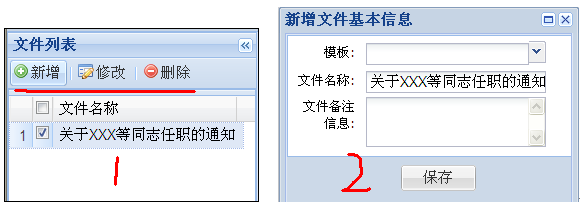 文件列表
新增 修改 删除
文件名称
1 关于XXX等同志任职的通知
1
新增文件基本信息
模板:
文件名称: 关于XXX等同志任职的通知
文件备注
信息:
2
保存